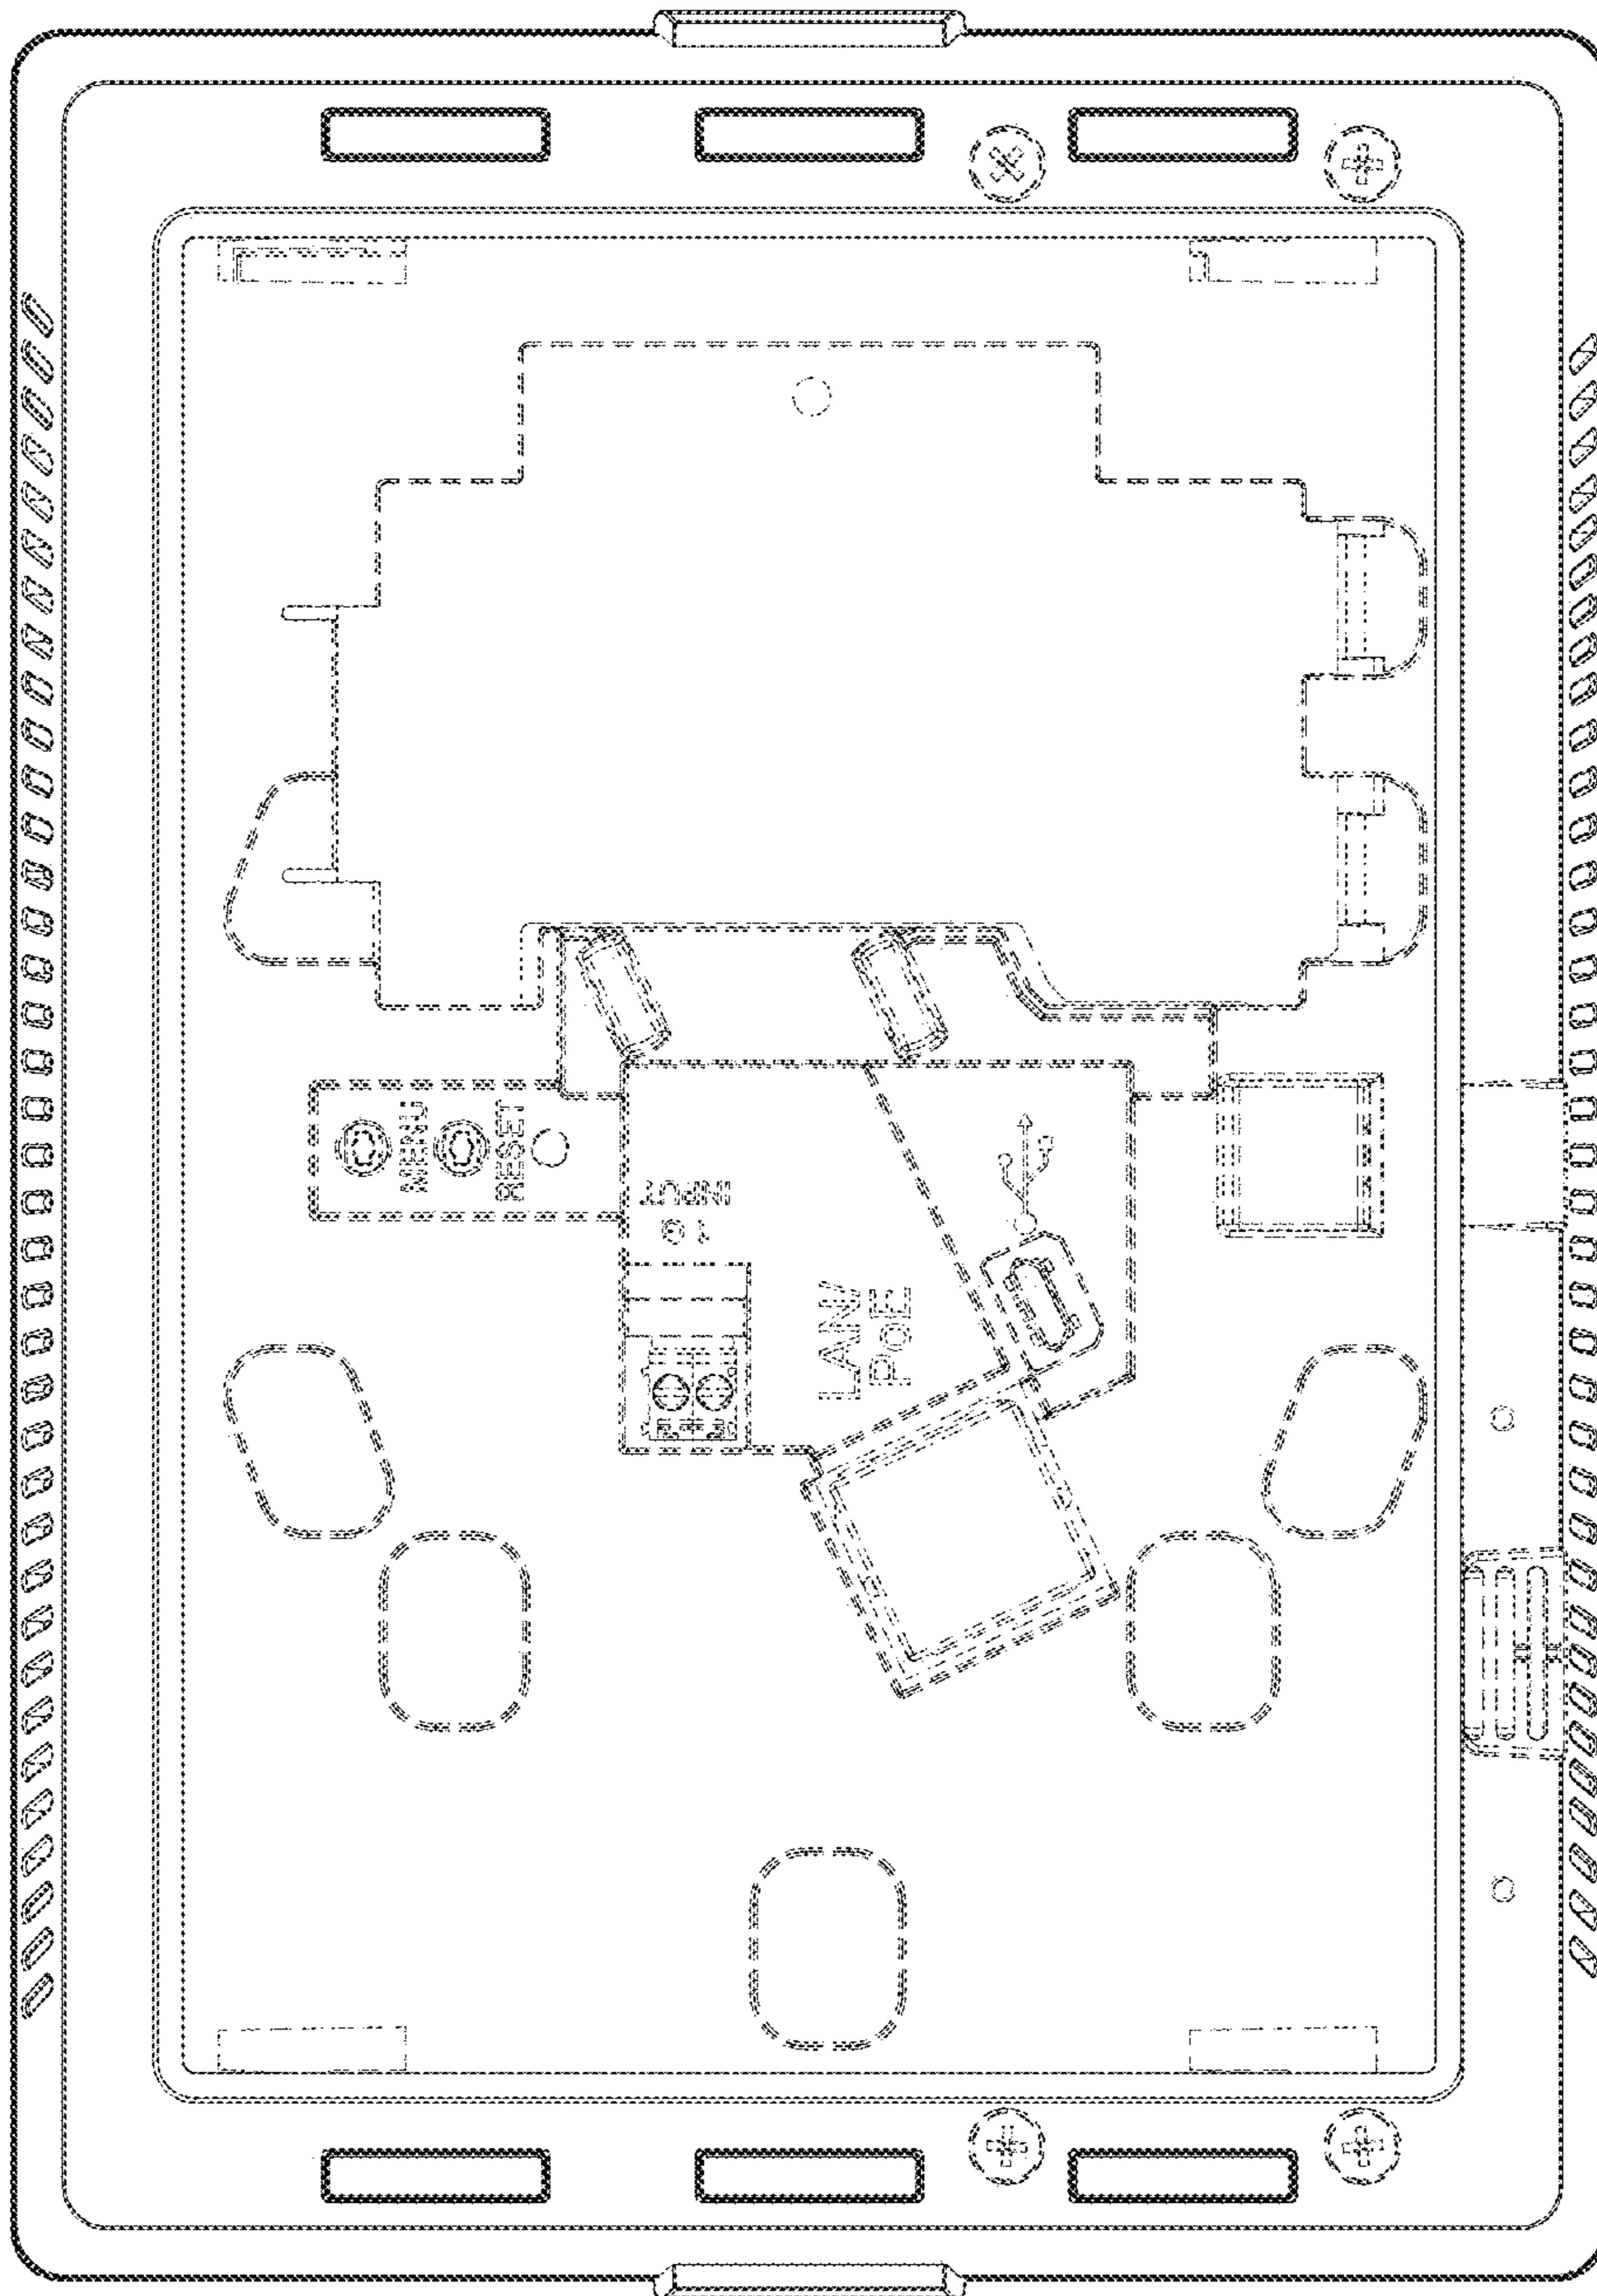 MENU
RESET
INPUT
1 G
LAN
PoE